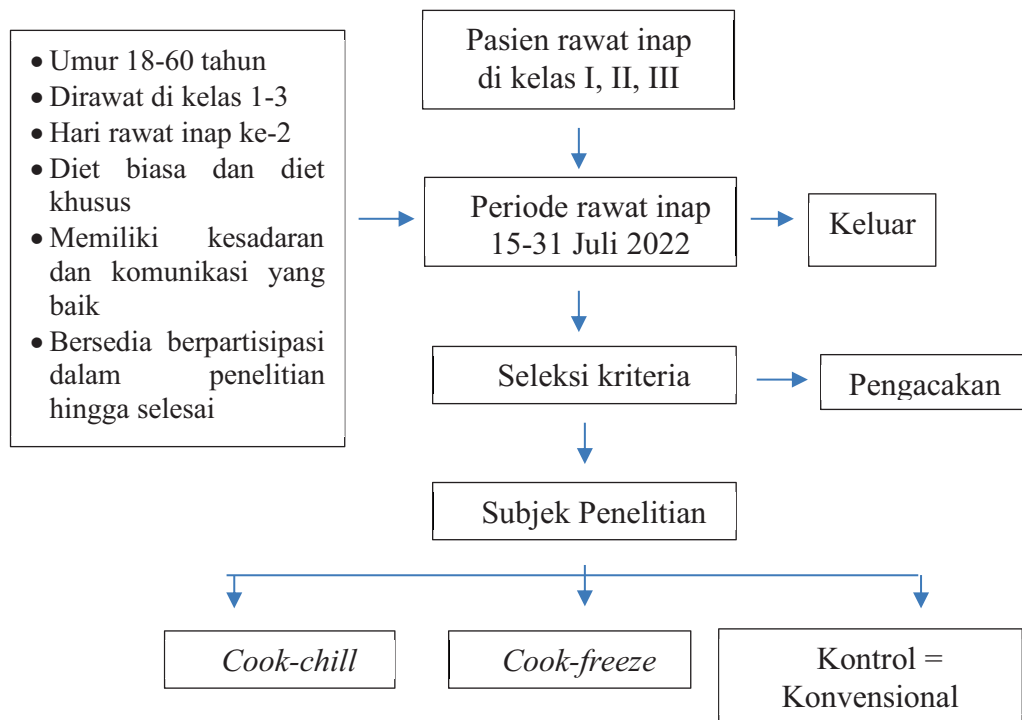 • Umur 18-60 tahun
• Dirawat di kelas 1-3
• Hari rawat inap ke-2
• Diet biasa dan diet
khusus
• Memiliki kesadaran
dan komunikasi yang
baik
• Bersedia berpartisipasi
dalam penelitian
hingga selesai
Pasien rawat inap
di kelas I, II, III
Periode rawat inap
15-31 Juli 2022
Keluar
Seleksi kriteria
Pengacakan
Subjek Penelitian
Cook-chill
Cook-freeze
Kontrol =
Konvensional